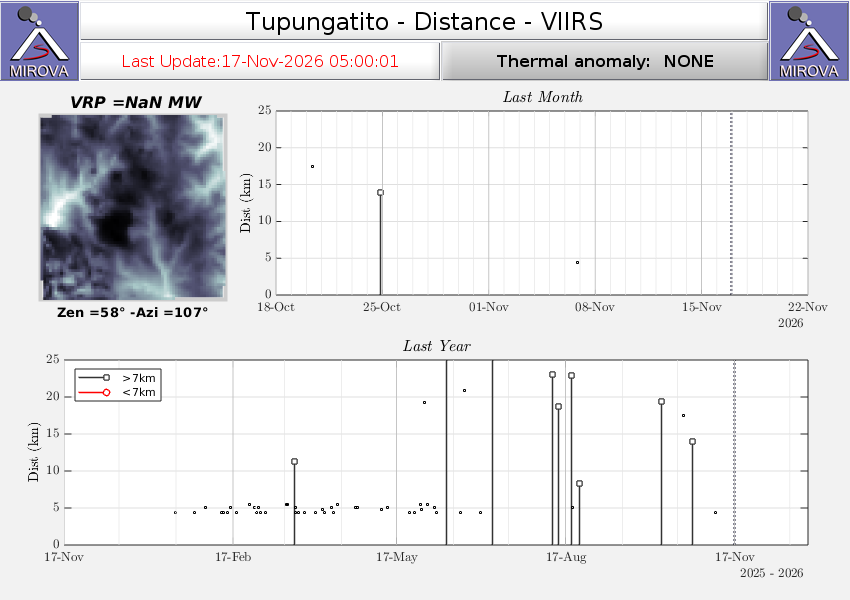 Tupungatito - Distance - VIIRS
MIROVA
Last Update:17-Nov-2026 05:00:01
Thermal anomaly: NONE
MIROVA
VRP =NaN MW
Zen =58° -Azi =107°
Last Month
Dist (km)
25
20
15
10
5
0
18-Oct
25-Oct
01-Nov
08-Nov
15-Nov
22-Nov
2026
Last Year
Dist (km)
25
20
15
10
5
0
>7km
<7km
17-Nov
17-Feb
17-May
17-Aug
17-Nov
2025 - 2026